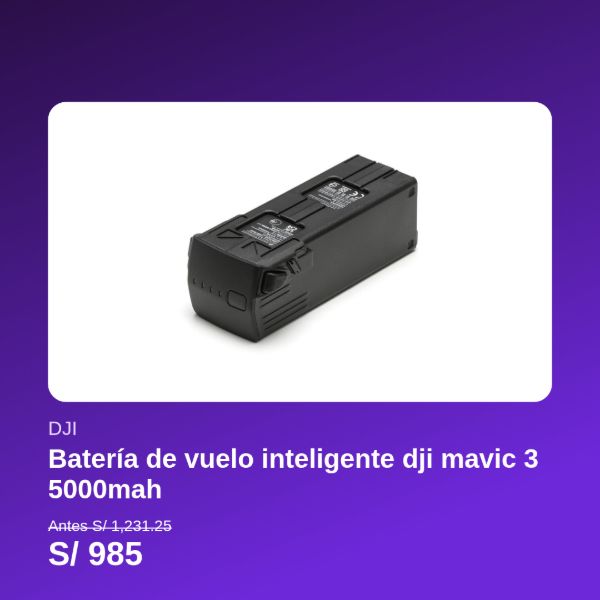 DJI
Batería de vuelo inteligente dji mavic 3
5000mah
Antes S/ 1,231.25
S/ 985